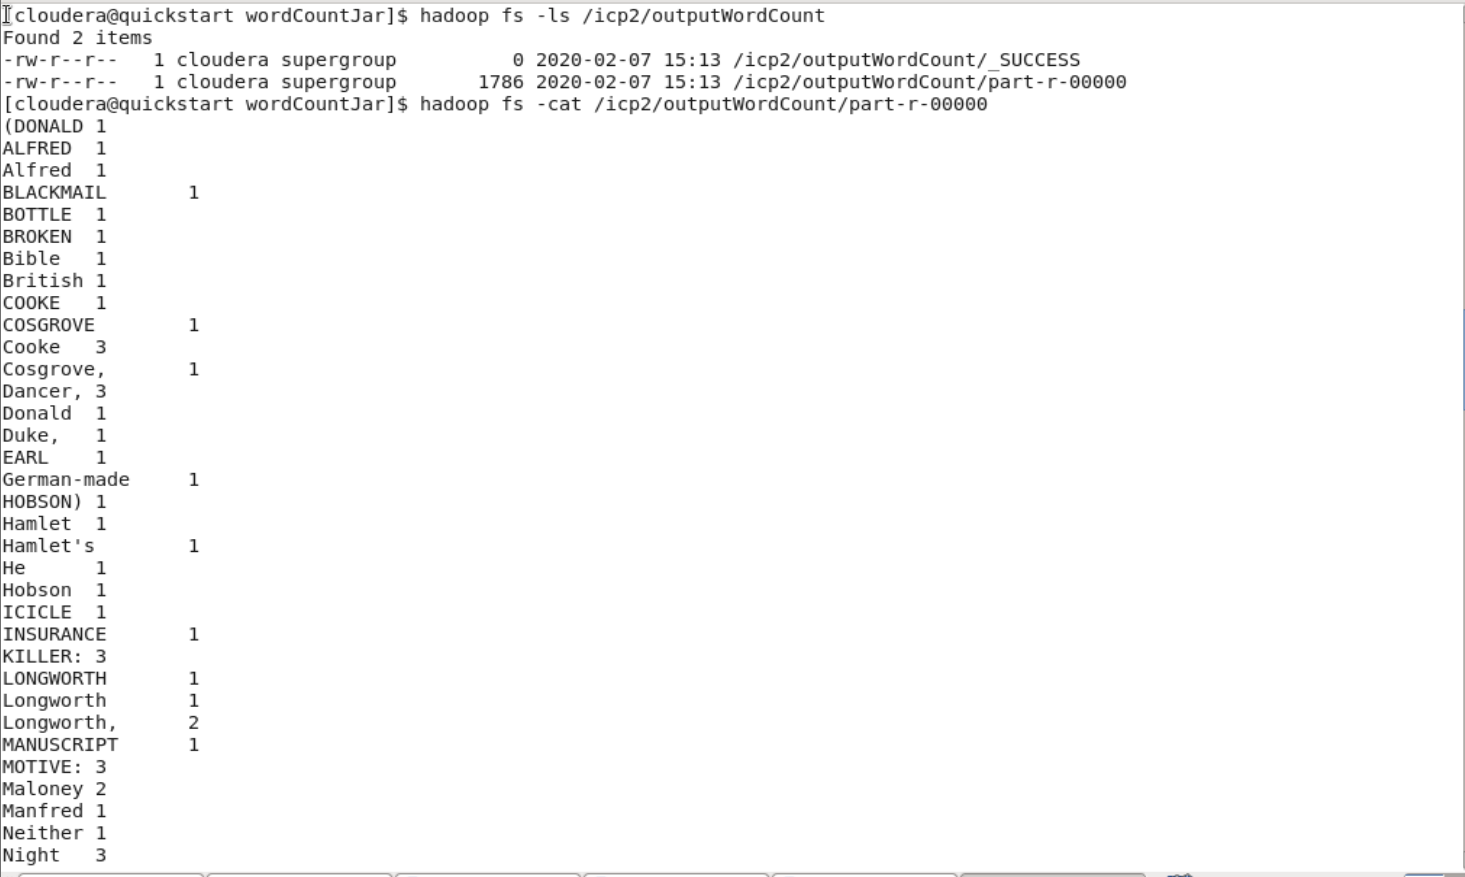 [cloudera@quickstart wordCountJar]$ hadoop fs -ls /icp2/outputWordCount
Found 2 items
-rw-r--r--   1 cloudera supergroup          0 2020-02-07 15:13 /icp2/outputWordCount/_SUCCESS
-rw-r--r--   1 cloudera supergroup       1786 2020-02-07 15:13 /icp2/outputWordCount/part-r-00000
[cloudera@quickstart wordCountJar]$ hadoop fs -cat /icp2/outputWordCount/part-r-00000
(DONALD 1
ALFRED  1
Alfred  1
BLACKMAIL       1
BOTTLE  1
BROKEN  1
Bible   1
British 1
COOKE   1
COSGROVE        1
Cooke   3
Cosgrove,       1
Dancer, 3
Donald  1
Duke,   1
EARL    1
German-made     1
HOBSON) 1
Hamlet  1
Hamlet's        1
He      1
Hobson  1
ICICLE  1
INSURANCE       1
KILLER: 3
LONGWORTH       1
Longworth       1
Longworth,      2
MANUSCRIPT      1
MOTIVE: 3
Maloney 2
Manfred 1
Neither 1
Night   3